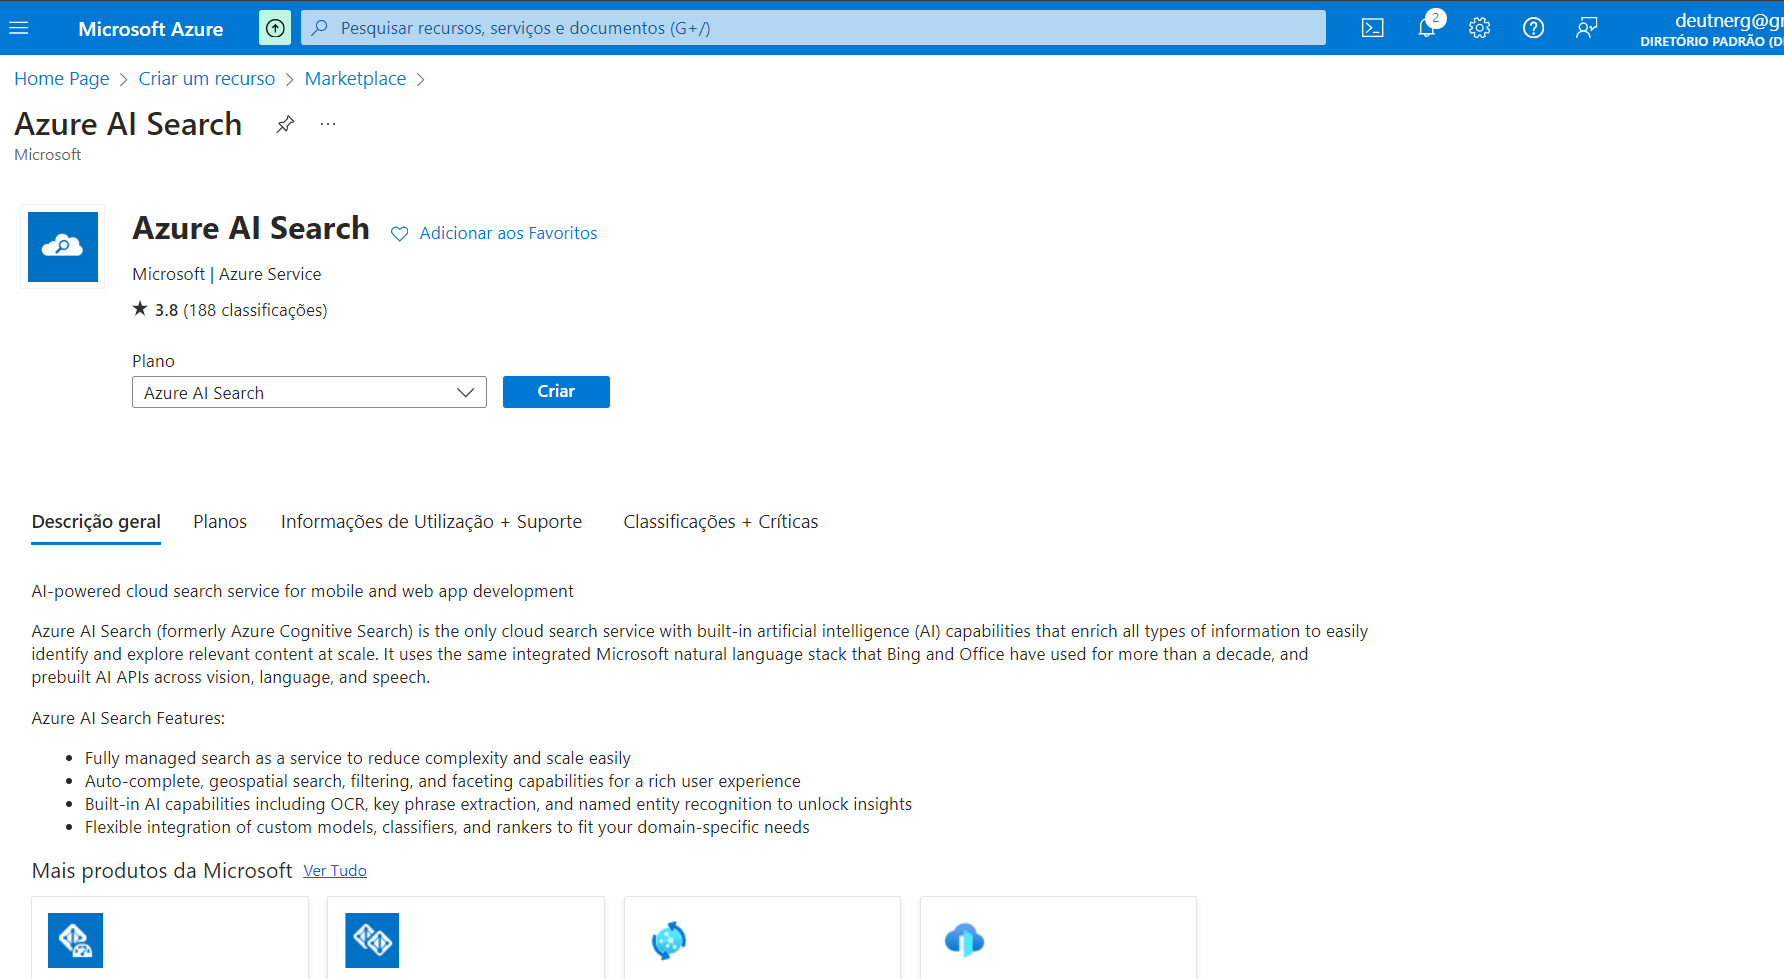 Microsoft Azure
Pesquisar recursos, serviços e documentos (G+/)
2
deutnerg@gr
DIRETÓRIO PADRÃO (DI
Home Page > Criar um recurso > Marketplace >
Azure AI Search
Microsoft
Azure AI Search
Adicionar aos Favoritos
Microsoft | Azure Service
★ 3.8 (188 classificações)
Plano
Azure AI Search
Criar
Descrição geral
Planos
Informações de Utilização + Suporte
Classificações + Críticas
AI-powered cloud search service for mobile and web app development
Azure AI Search (formerly Azure Cognitive Search) is the only cloud search service with built-in artificial intelligence (AI) capabilities that enrich all types of information to easily
identify and explore relevant content at scale. It uses the same integrated Microsoft natural language stack that Bing and Office have used for more than a decade, and
prebuilt AI APIs across vision, language, and speech.
Azure AI Search Features:
• Fully managed search as a service to reduce complexity and scale easily
• Auto-complete, geospatial search, filtering, and faceting capabilities for a rich user experience
• Built-in AI capabilities including OCR, key phrase extraction, and named entity recognition to unlock insights
• Flexible integration of custom models, classifiers, and rankers to fit your domain-specific needs
Mais produtos da Microsoft
Ver Tudo